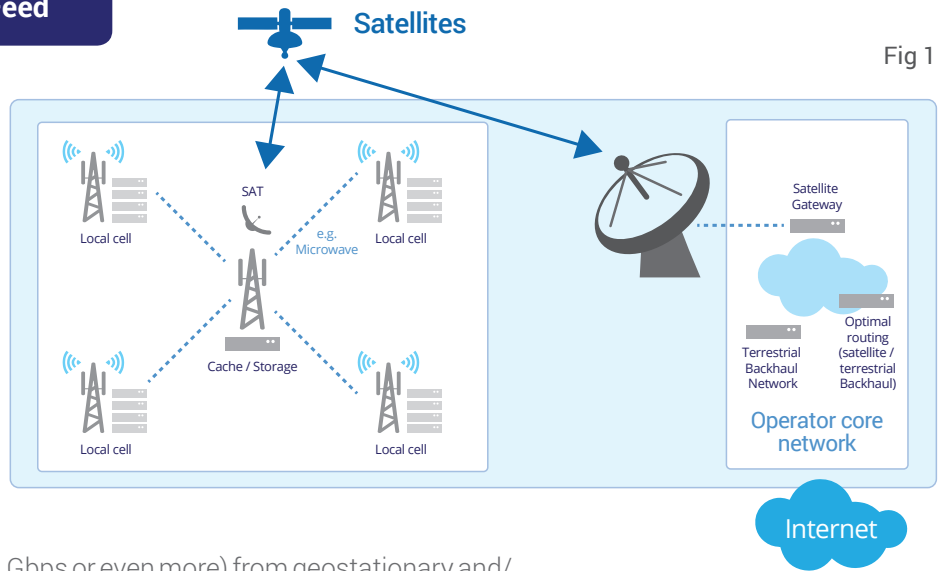 eed
Satellites
Fig 1
SAT
e.g.
Microwave
Local cell
Local cell
Cache / Storage
Local cell
Local cell
Satellite
Gateway
Terrestrial
Backhaul
Network
Optimal
routing
(satellite /
terrestrial
Backhaul)
Operator core
network
Internet
Gbps or even more) from geostationary and/